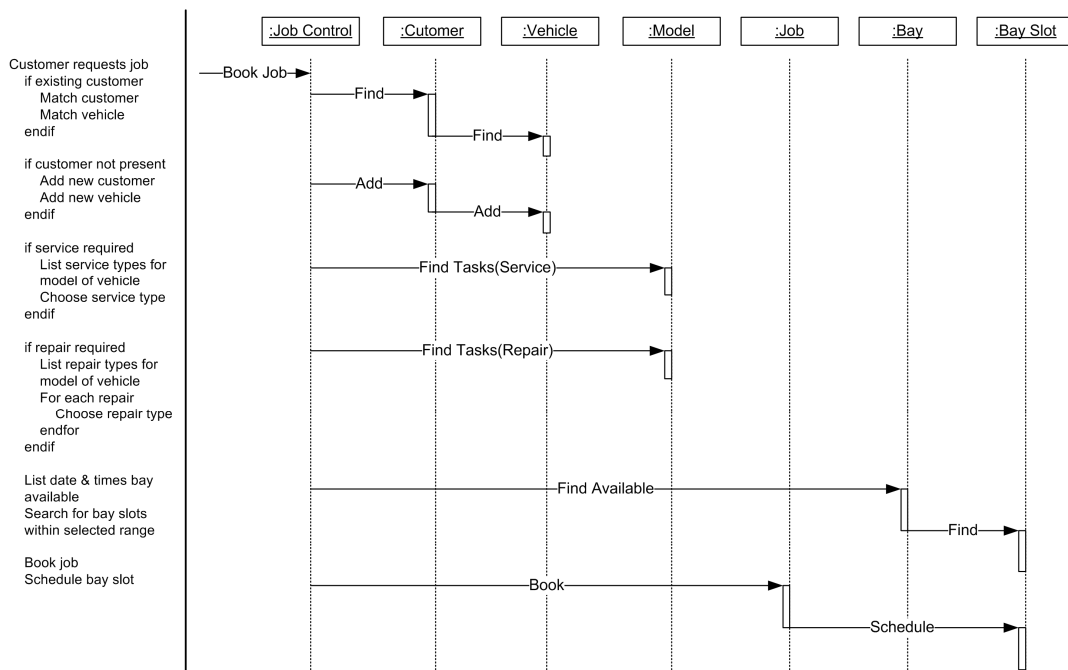 :Job Control
:Cutomer
:Vehicle
:Model
:Job
:Bay
:Bay Slot
Customer requests job
if existing customer
Match customer
Match vehicle
endif
if customer not present
Add new customer
Add new vehicle
endif
if service required
List service types for
model of vehicle
Choose service type
endif
if repair required
List repair types for
model of vehicle
For each repair
Choose repair type
endfor
endif
List date & times bay
available
Search for bay slots
within selected range
Book job
Schedule bay slot
Book Job
Find
Find
Add
Add
Find Tasks(Service)
Find Tasks(Repair)
Find Available
Find
Book
Schedule